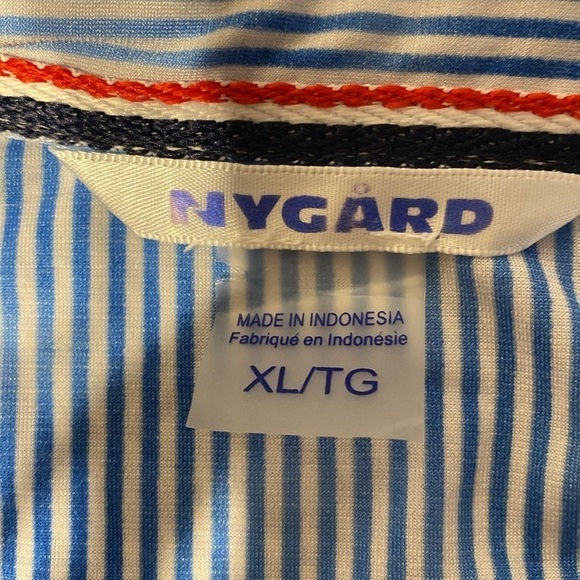 NYGÅRD
MADE IN INDONESIA
Fabriqué en Indonésie
XL/TG